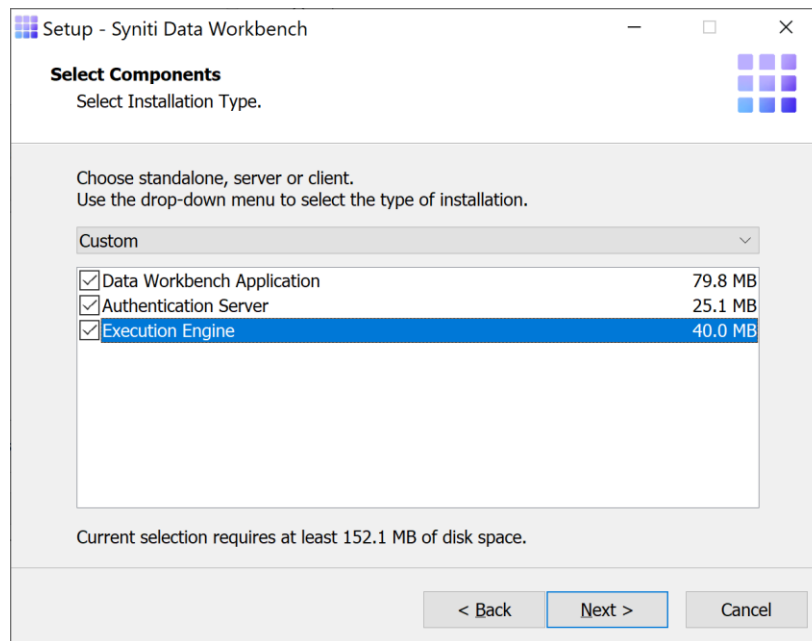 Setup - Syniti Data Workbench
Select Components
Select Installation Type.
Choose standalone, server or client.
Use the drop-down menu to select the type of installation.
Custom
Data Workbench Application 79.8 MB
Authentication Server 25.1 MB
Execution Engine 40.0 MB
Current selection requires at least 152.1 MB of disk space.
< Back Next > Cancel